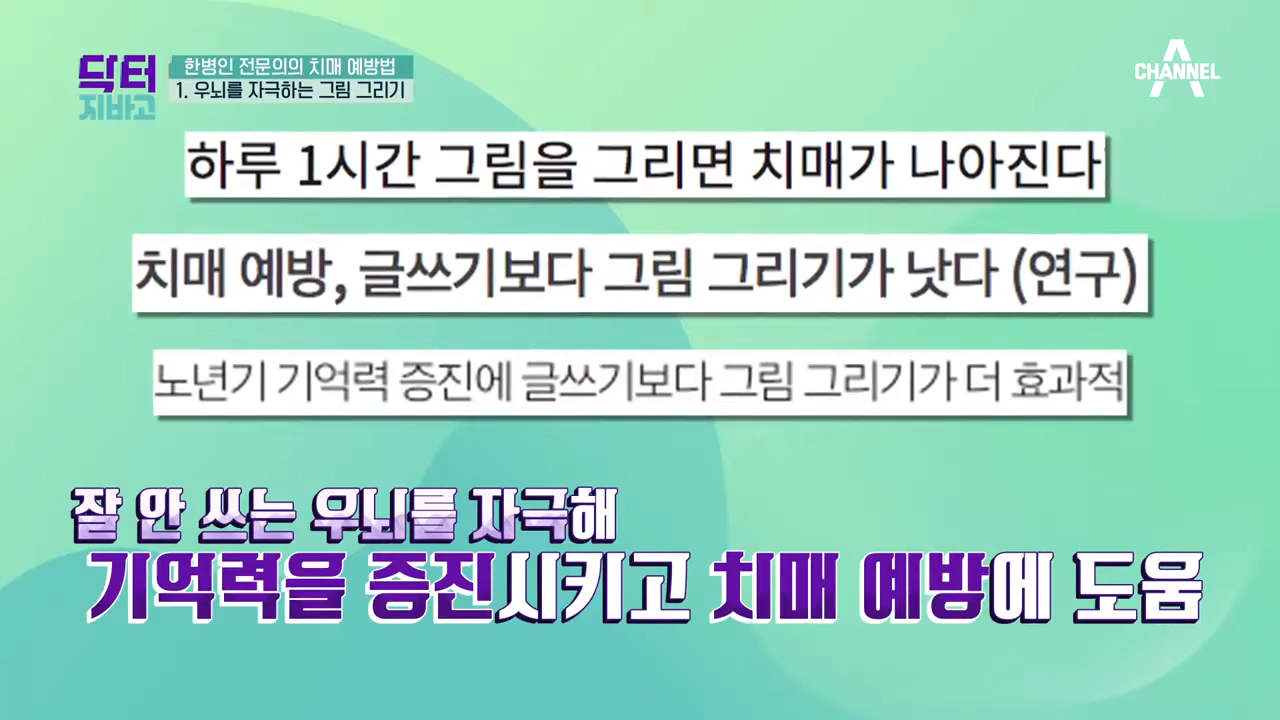 닥터
지바고
한병인 전문의의 치매 예방법
1. 우뇌를 자극하는 그림 그리기
CHANNEL A
하루 1시간 그림을 그리면 치매가 나아진다
치매 예방, 글쓰기보다 그림 그리기가 낫다 (연구)
노년기 기억력 증진에 글쓰기보다 그림 그리기가 더 효과적
잘 안 쓰는 우뇌를 자극해
기억력을 증진시키고 치매 예방에 도움